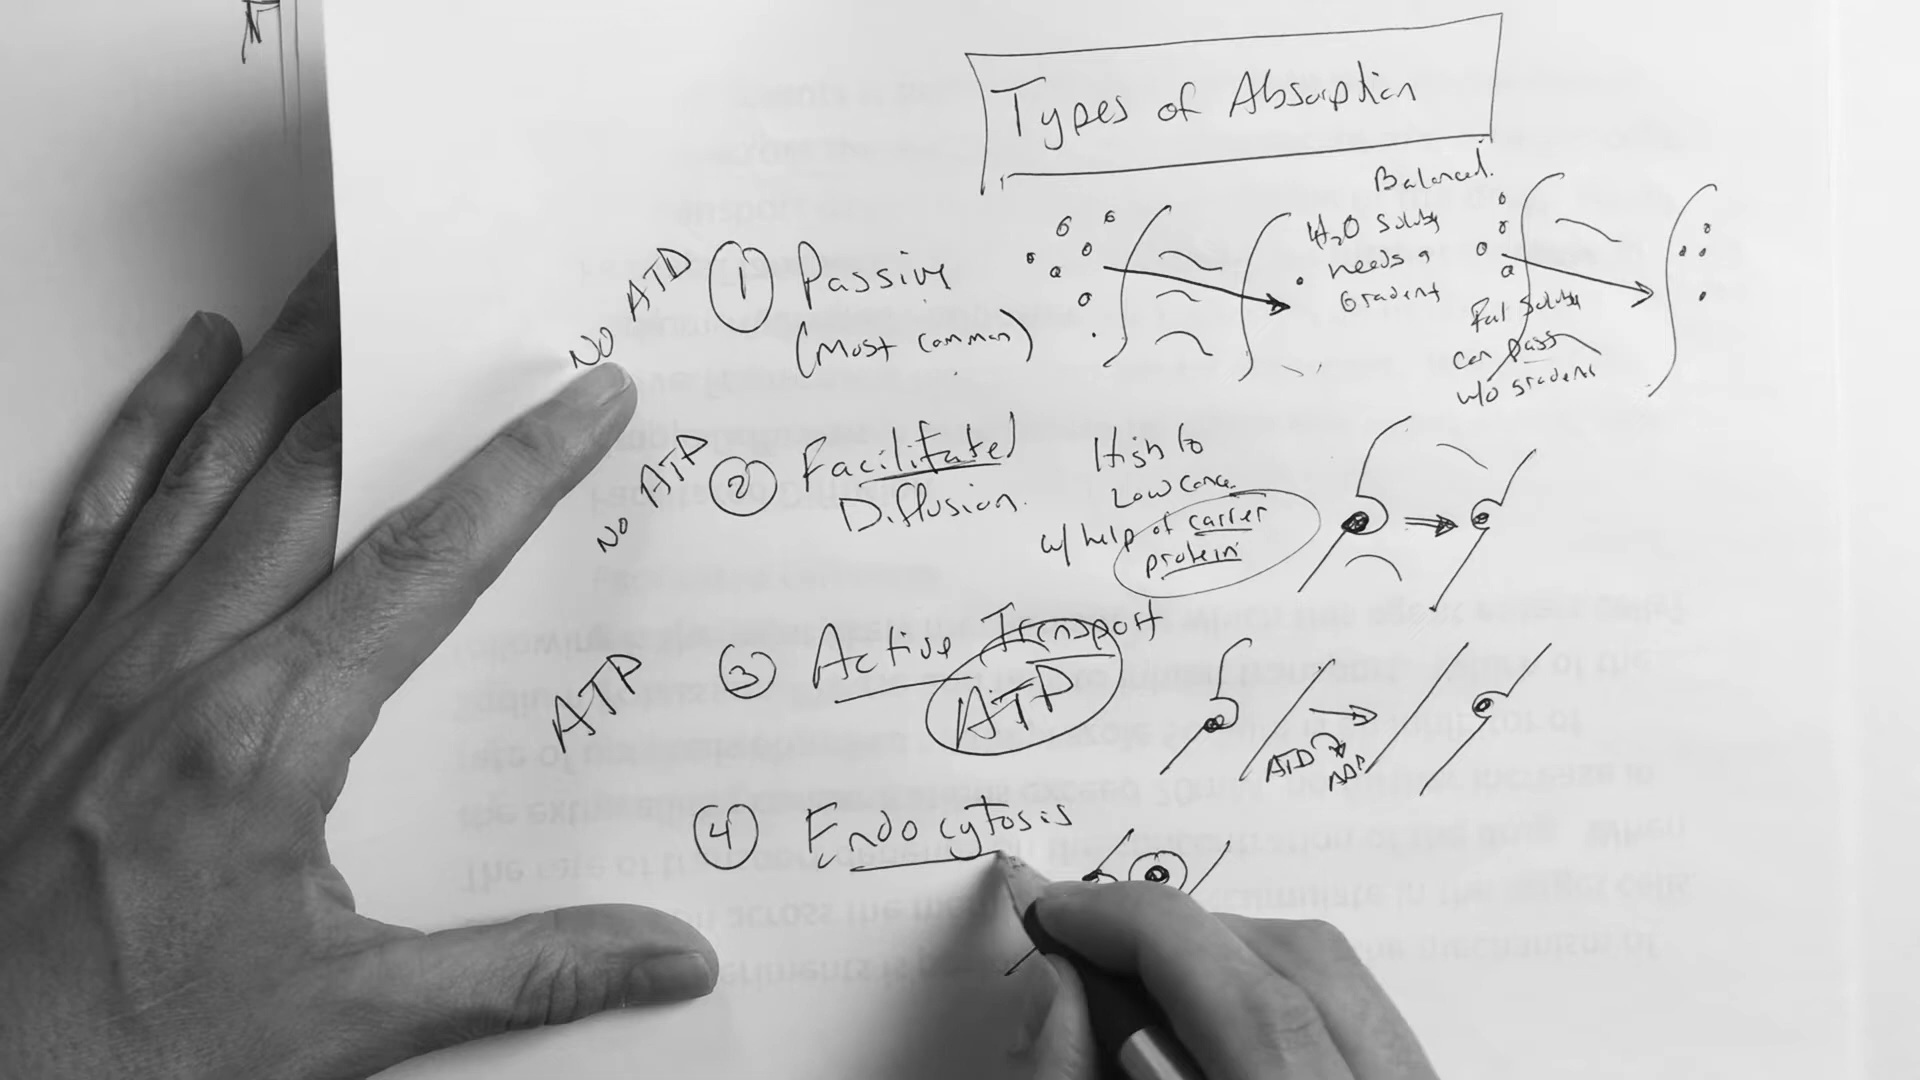 Types of Absorption
Balanced.
NO ATP
① Passive
(Most Common)
H₂O Soluble
needs a
Gradent
Fat Soluble
can pass
w/o gradent
NO ATP
② Facilitated
Diffusion.
High to
Low conc.
w/ help of carrier
protein
ATP
③ Active Transport
ATP
ATP
ADP
④ Endocytosis